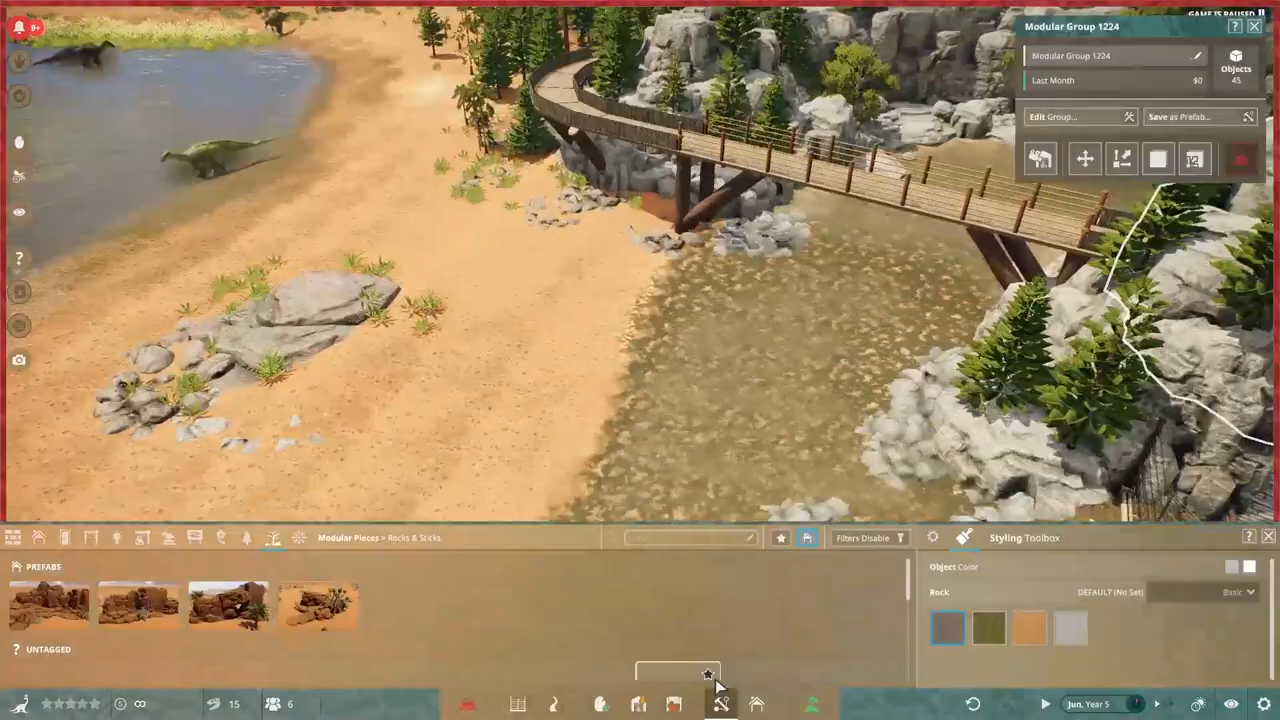 9+
GAME IS PAUSED
Modular Group 1224
?
Modular Group 1224
Last Month
$0
Objects
45
Edit Group...
Save as Prefab...
?
Modular Pieces > Rocks & Sticks
Filters Disable
Styling Toolbox
?
PREFABS
? UNTAGGED
Object Color
Rock
DEFAULT (No Set)
Basic
15
6
Jun, Year 5